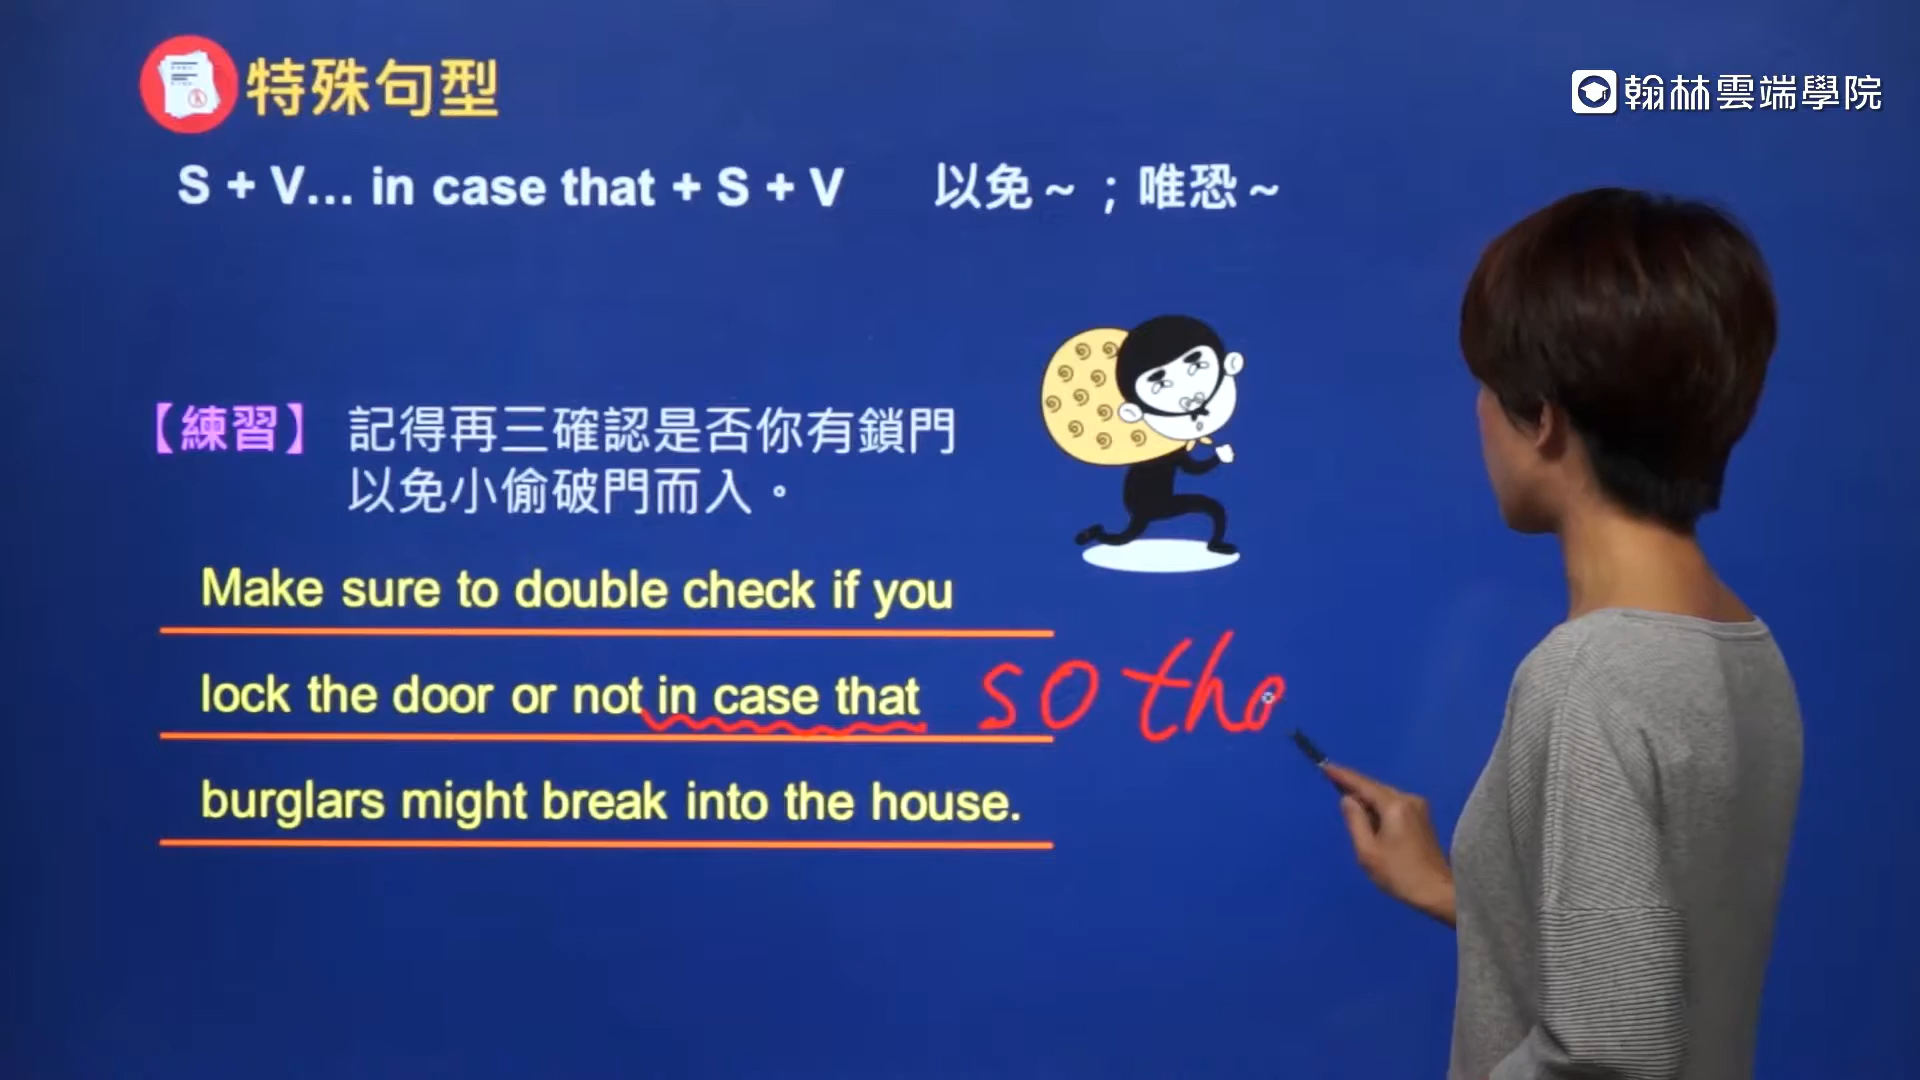 特殊句型
翰林雲端學院
S + V... in case that + S + V 以免～；唯恐～
【練習】 記得再三確認是否你有鎖門
以免小偷破門而入。
Make sure to double check if you
lock the door or not in case that so tha
burglars might break into the house.